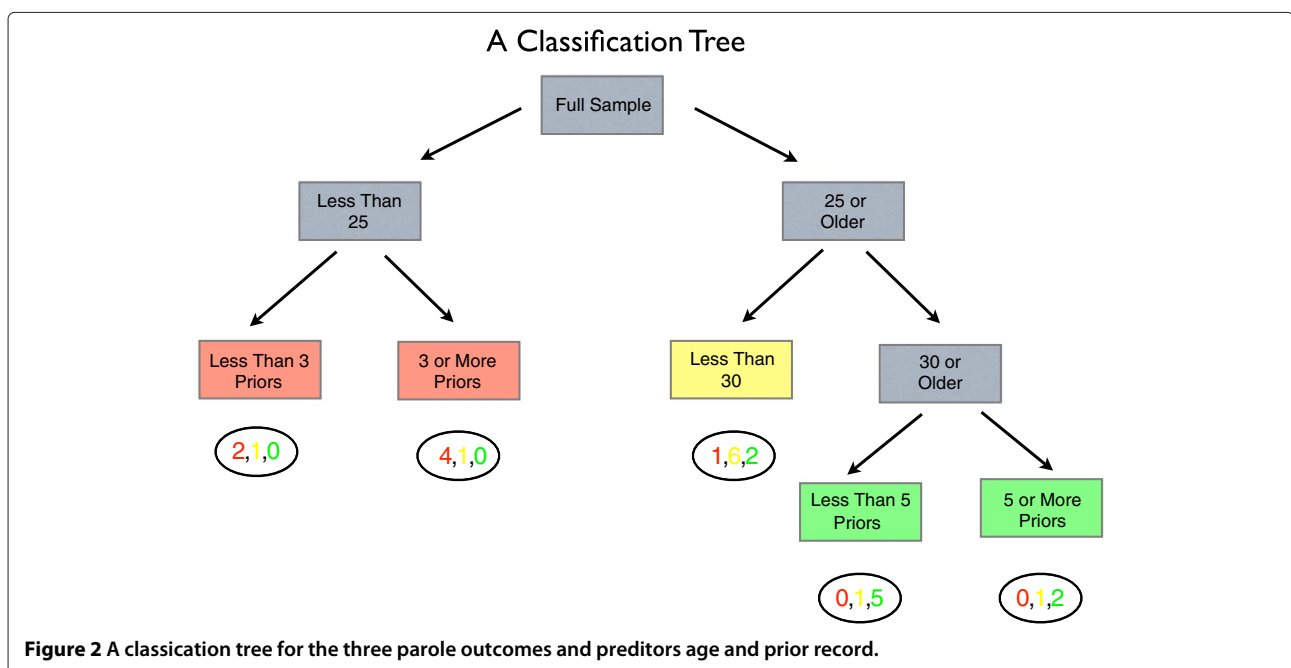 A Classification Tree
Full Sample
Less Than
25
25 or
Older
Less Than 3
Priors
3 or More
Priors
Less Than
30
30 or
Older
2,1,0
4,1,0
1,6,2
Less Than 5
Priors
5 or More
Priors
0,1,5
0,1,2
Figure 2 A classication tree for the three parole outcomes and preditors age and prior record.